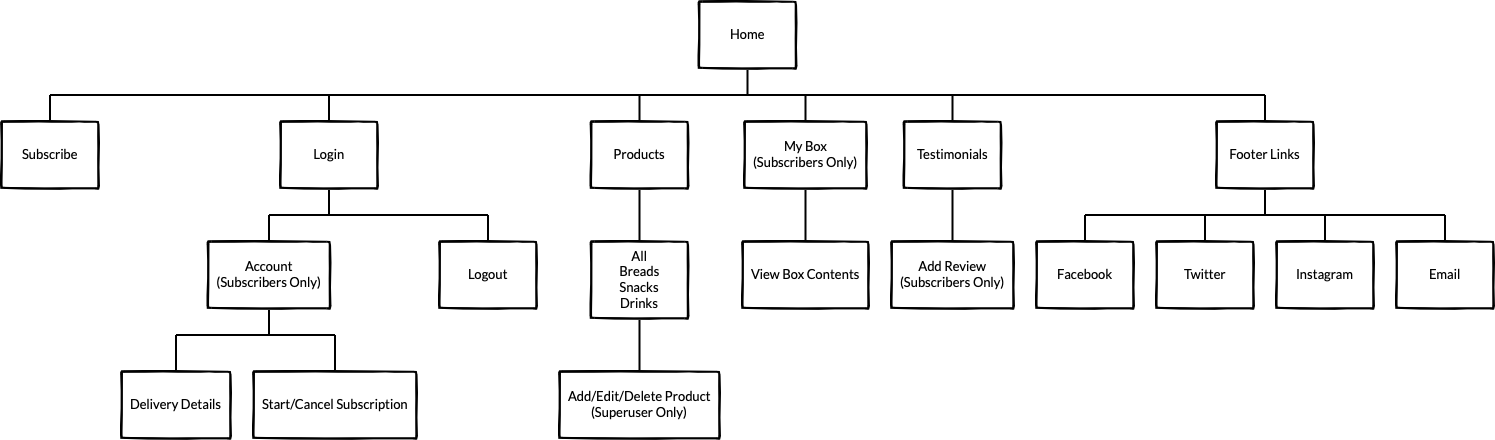 Home
Subscribe
Login
Products
My Box
(Subscribers Only)
Testimonials
Footer Links
Account
(Subscribers Only)
Logout
All
Breads
Snacks
Drinks
View Box Contents
Add Review
(Subscribers Only)
Facebook
Twitter
Instagram
Email
Delivery Details
Start/Cancel Subscription
Add/Edit/Delete Product
(Superuser Only)